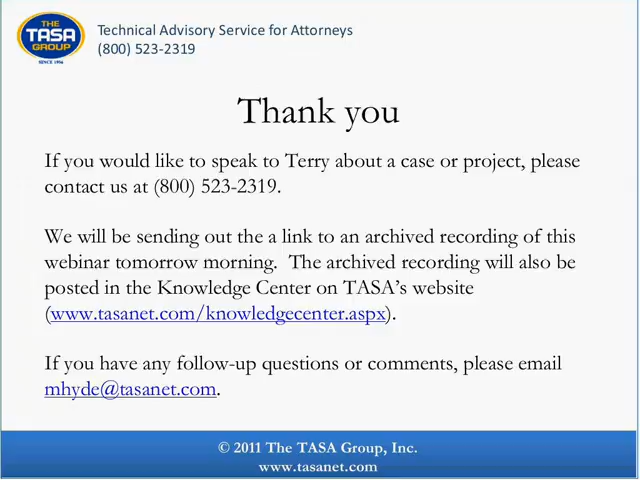 THE
TASA
GROUP
SINCE 1956
Technical Advisory Service for Attorneys
(800) 523-2319
Thank you
If you would like to speak to Terry about a case or project, please
contact us at (800) 523-2319.
We will be sending out the a link to an archived recording of this
webinar tomorrow morning.  The archived recording will also be
posted in the Knowledge Center on TASA’s website
(www.tasanet.com/knowledgecenter.aspx).
If you have any follow-up questions or comments, please email
mhyde@tasanet.com.
© 2011 The TASA Group, Inc.
www.tasanet.com